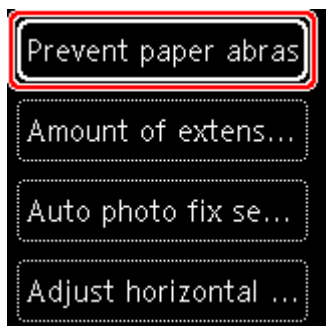 Prevent paper abras
Amount of extens...
Auto photo fix se...
Adjust horizontal ...